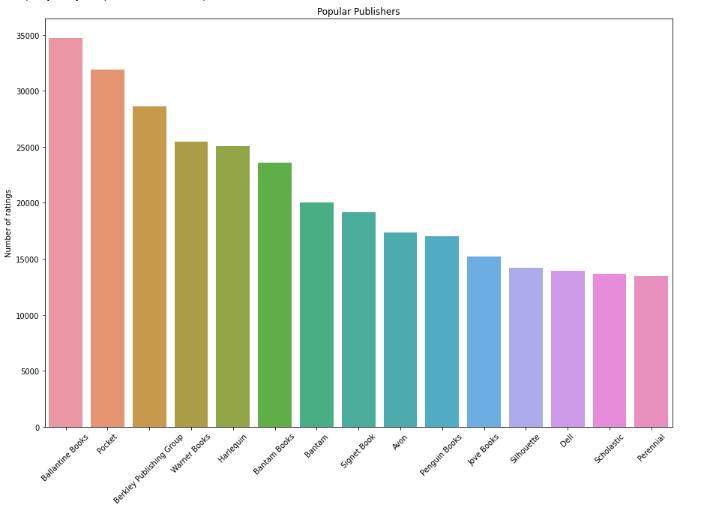 Popular Publishers
Number of ratings
35000
30000
25000
20000
15000
10000
5000
0
Ballantine Books
Pocket
Berkley Publishing Group
Warner Books
Harlequin
Bantam Books
Bantam
Signet Book
Avon
Penguin Books
Jove Books
Silhouette
Dell
Scholastic
Perennial